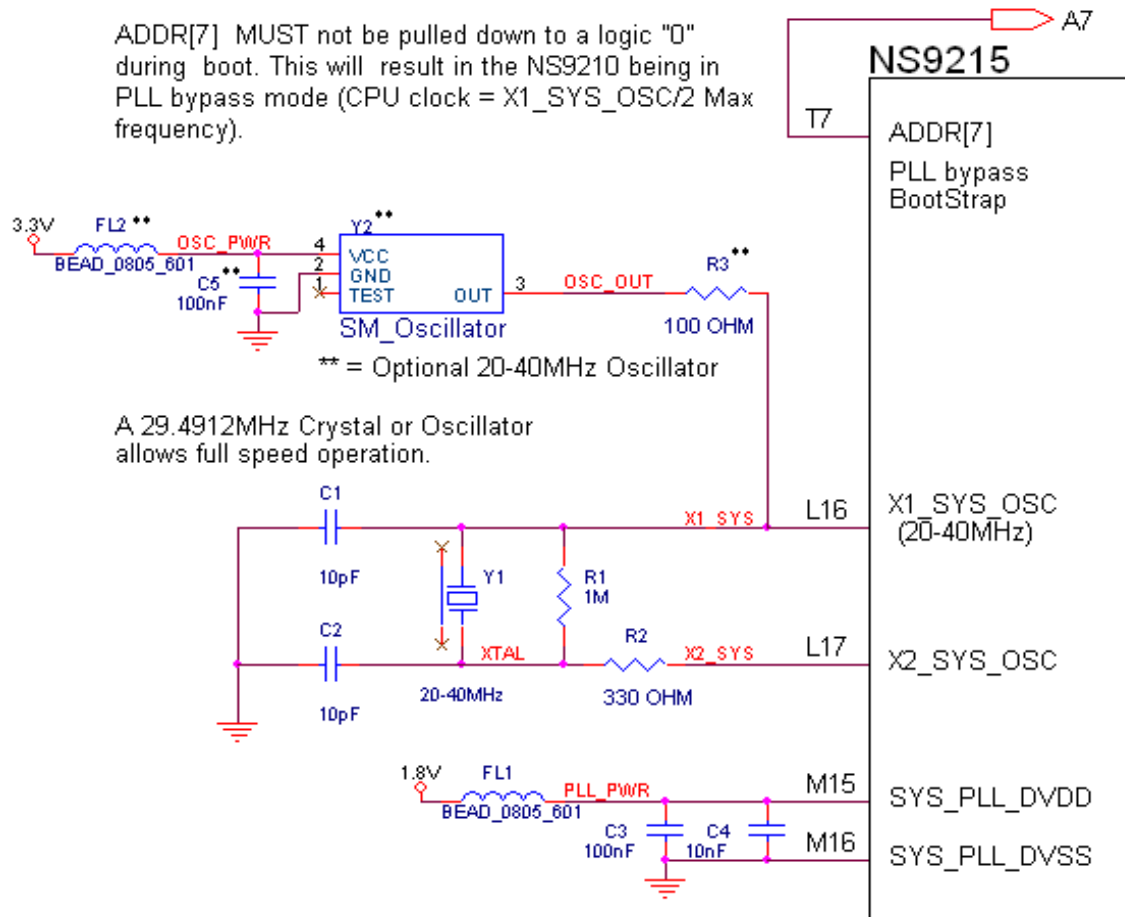 ADDR[7] MUST not be pulled down to a logic "0"
during boot. This will result in the NS9210 being in
PLL bypass mode (CPU clock = X1_SYS_OSC/2 Max
frequency).
A7
NS9215
T7
ADDR[7]
PLL bypass
BootStrap
3.3V
FL2 **
BEAD_0805_601
OSC_PWR
C5 **
100nF
Y2 **
4
2
1
VCC
GND
TEST
OUT
3
SM_Oscillator
OSC_OUT
R3 **
100 OHM
** = Optional 20-40MHz Oscillator
A 29.4912MHz Crystal or Oscillator
allows full speed operation.
C1
10pF
X1_SYS
L16
X1_SYS_OSC
(20-40MHz)
Y1
R1
1M
C2
10pF
XTAL
20-40MHz
R2
330 OHM
X2_SYS
L17
X2_SYS_OSC
1.8V
FL1
BEAD_0805_601
PLL_PWR
M15
SYS_PLL_DVDD
C3
100nF
C4
10nF
M16
SYS_PLL_DVSS